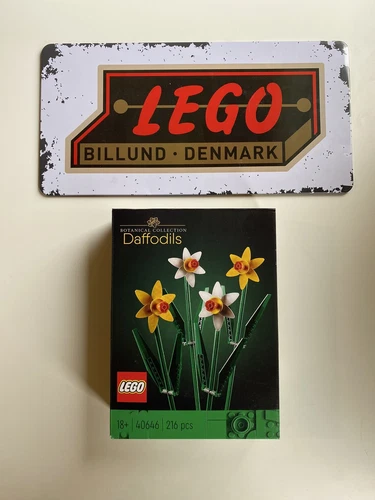 LEGO
BILLUND · DENMARK
BOTANICAL COLLECTION
Daffodils
LEGO
18+ | 40646 | 216 pcs